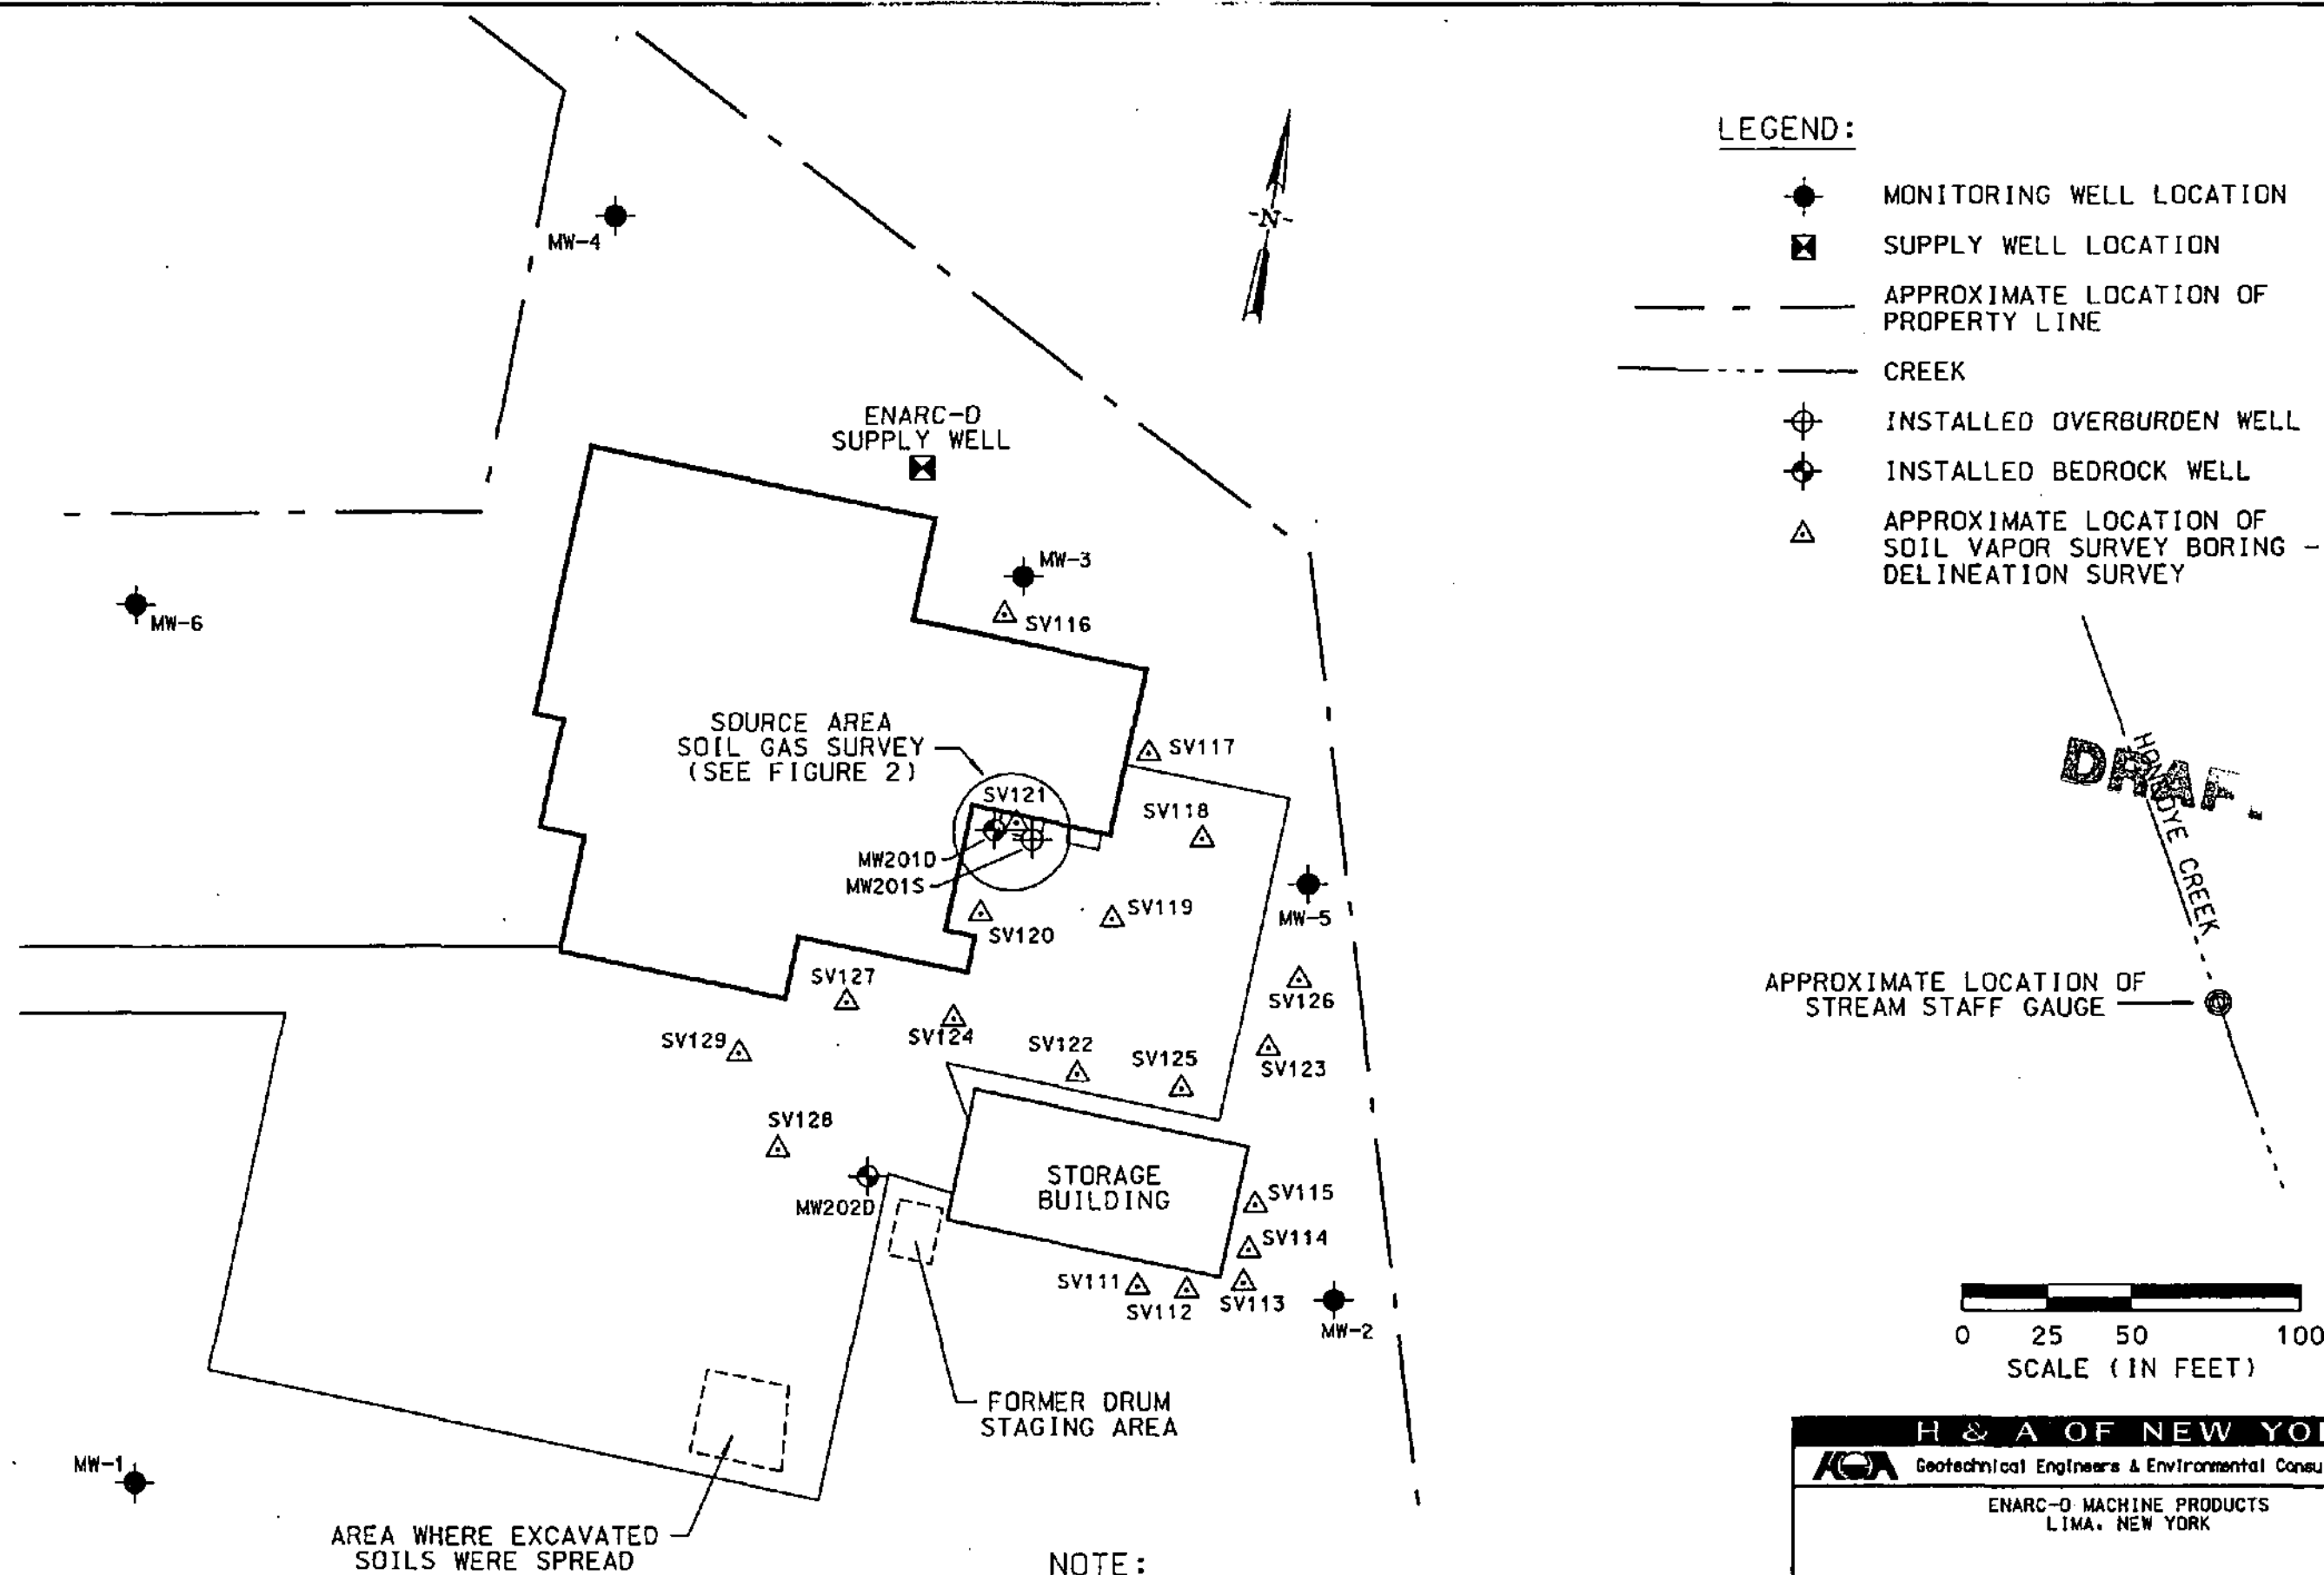 MW-4
-N-
LEGEND:
MONITORING WELL LOCATION
SUPPLY WELL LOCATION
APPROXIMATE LOCATION OF
PROPERTY LINE
CREEK
INSTALLED OVERBURDEN WELL
INSTALLED BEDROCK WELL
APPROXIMATE LOCATION OF
SOIL VAPOR SURVEY BORING -
DELINEATION SURVEY
ENARC-O
SUPPLY WELL
MW-3
SV116
MW-6
SOURCE AREA
SOIL GAS SURVEY
(SEE FIGURE 2)
SV117
SV121
SV118
MW201D
MW201S
SV119
SV120
MW-5
SV127
SV126
SV129
SV124
SV122
SV125
SV123
SV128
MW202D
STORAGE
BUILDING
SV115
SV114
SV111
SV112
SV113
MW-2
DRAF
CREEK
APPROXIMATE LOCATION OF
STREAM STAFF GAUGE
0 25 50 100
SCALE (IN FEET)
FORMER DRUM
STAGING AREA
MW-1
AREA WHERE EXCAVATED
SOILS WERE SPREAD
NOTE:
H & A OF NEW YO
Geotechnical Engineers & Environmental Consu
ENARC-O MACHINE PRODUCTS
LIMA, NEW YORK